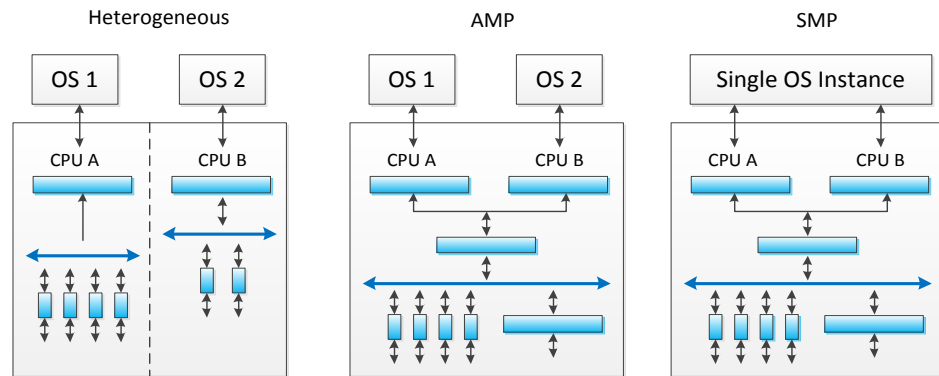 Heterogeneous
AMP
SMP
OS 1
OS 2
OS 1
OS 2
Single OS Instance
CPU A
CPU B
CPU A
CPU B
CPU A
CPU B